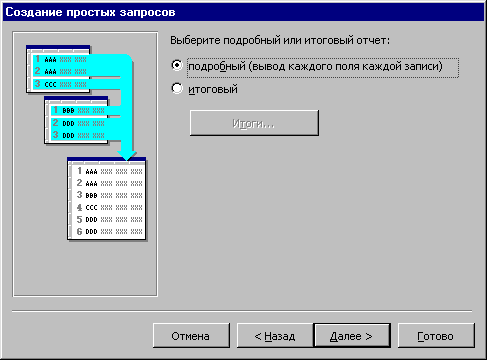 Создание простых запросов
Выберите подробный или итоговый отчет:
подробный (вывод каждого поля каждой записи)
итоговый
Итоги...
1 AAA XXX XXX
2 AAA XXX XXX
3 CCC XXX XXX
1 BBB XXX XXX
2 DDD XXX XXX
3 DDD XXX XXX
1 AAA XXX XXX XXX
2 AAA XXX XXX XXX
3 BBB XXX XXX XXX
4 CCC XXX XXX XXX
5 DDD XXX XXX XXX
6 DDD XXX XXX XXX
Отмена
< Назад
Далее >
Готово